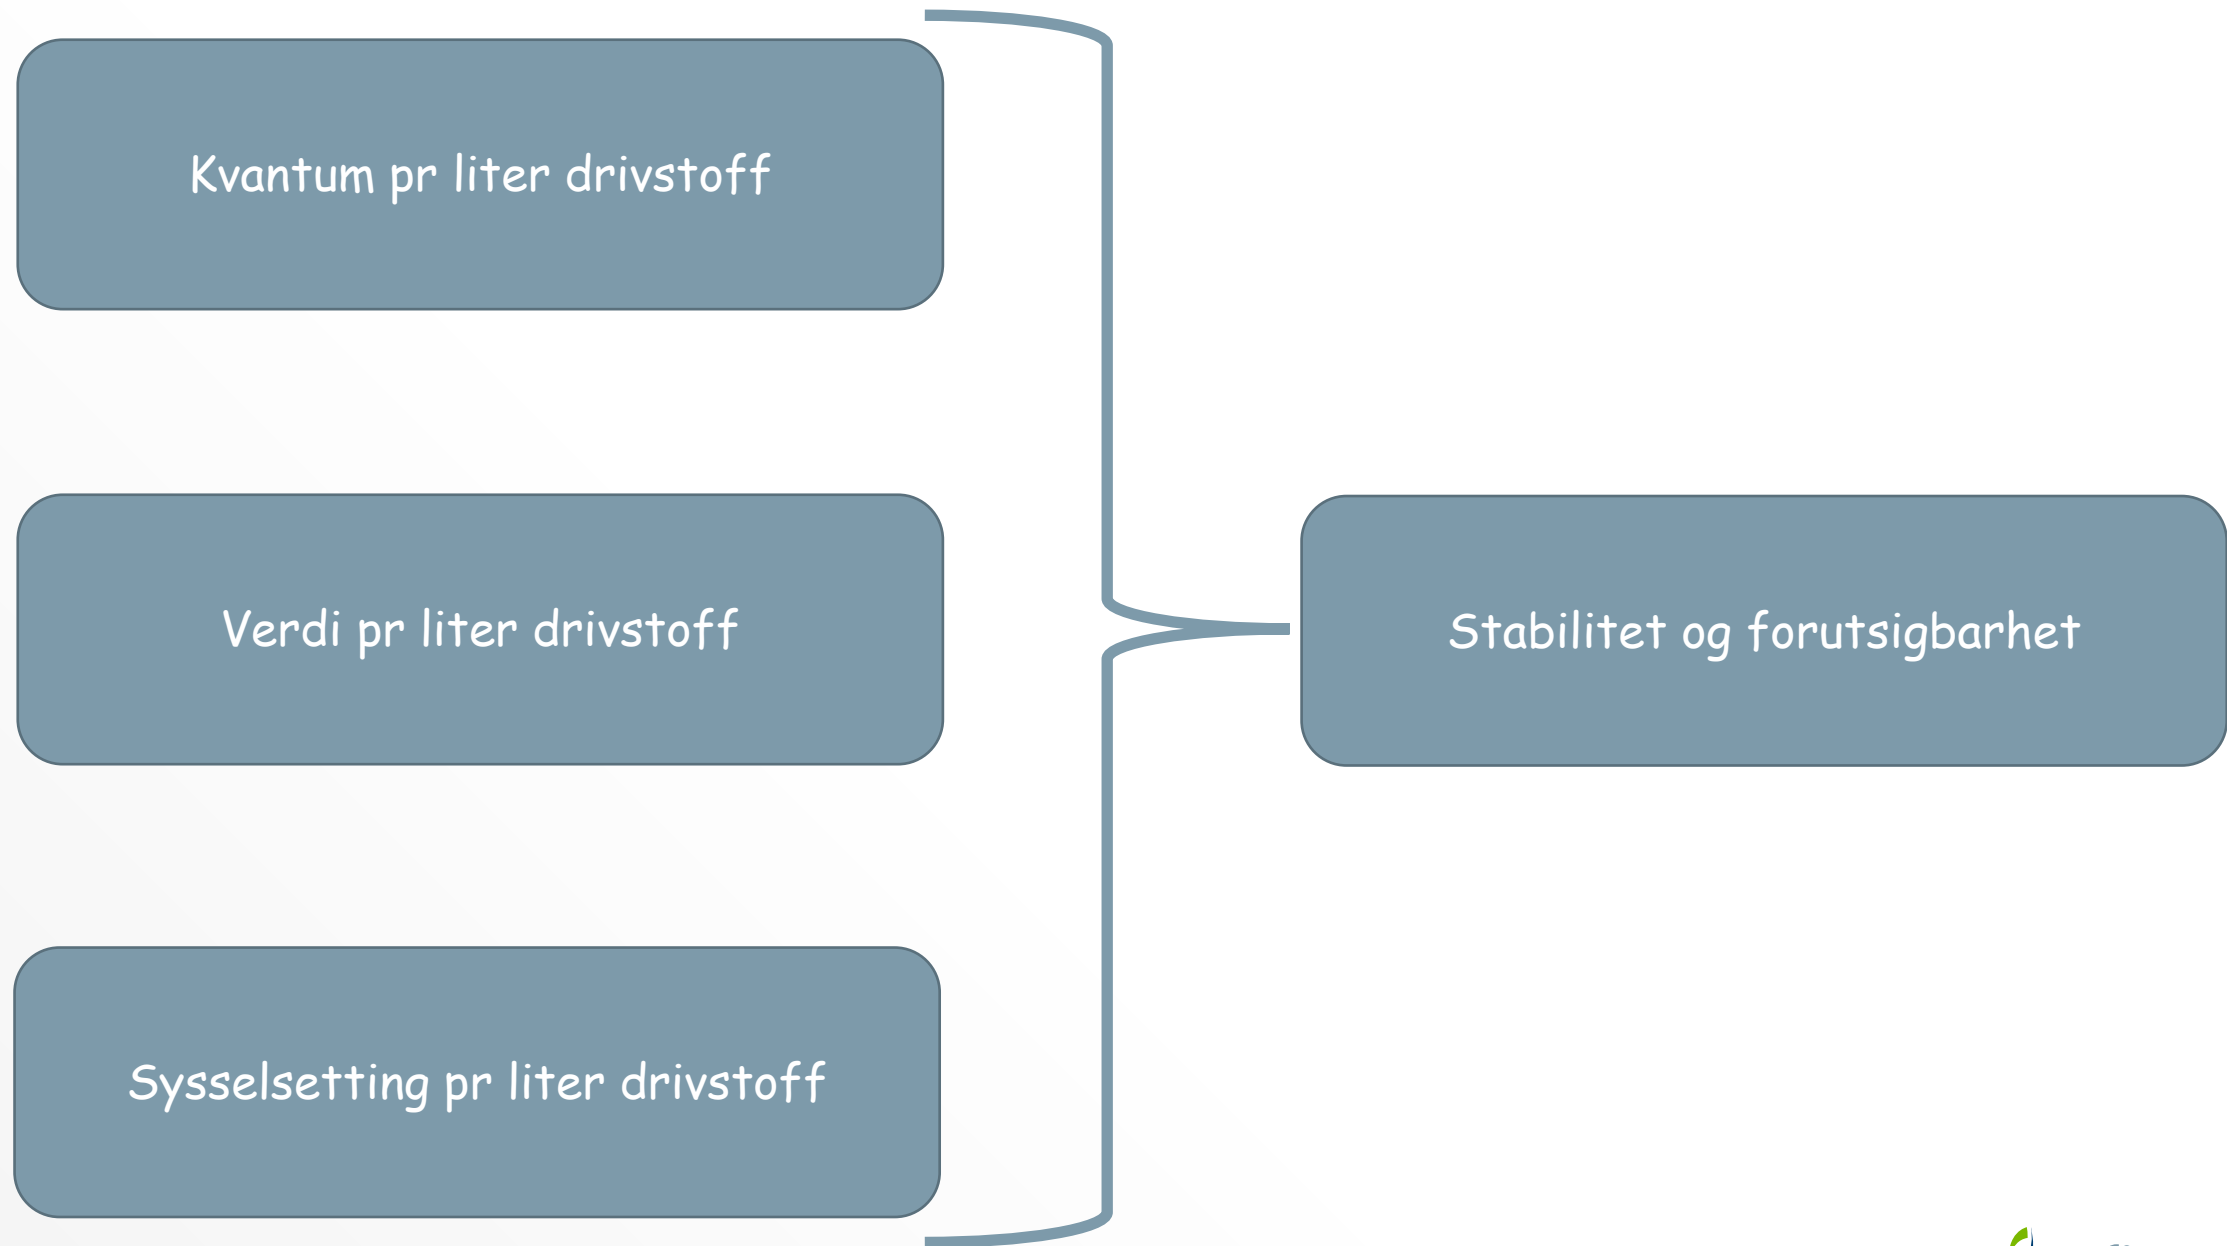 Kvantum pr liter drivstoff
Verdi pr liter drivstoff
Stabilitet og forutsigbarhet
Sysselsetting pr liter drivstoff